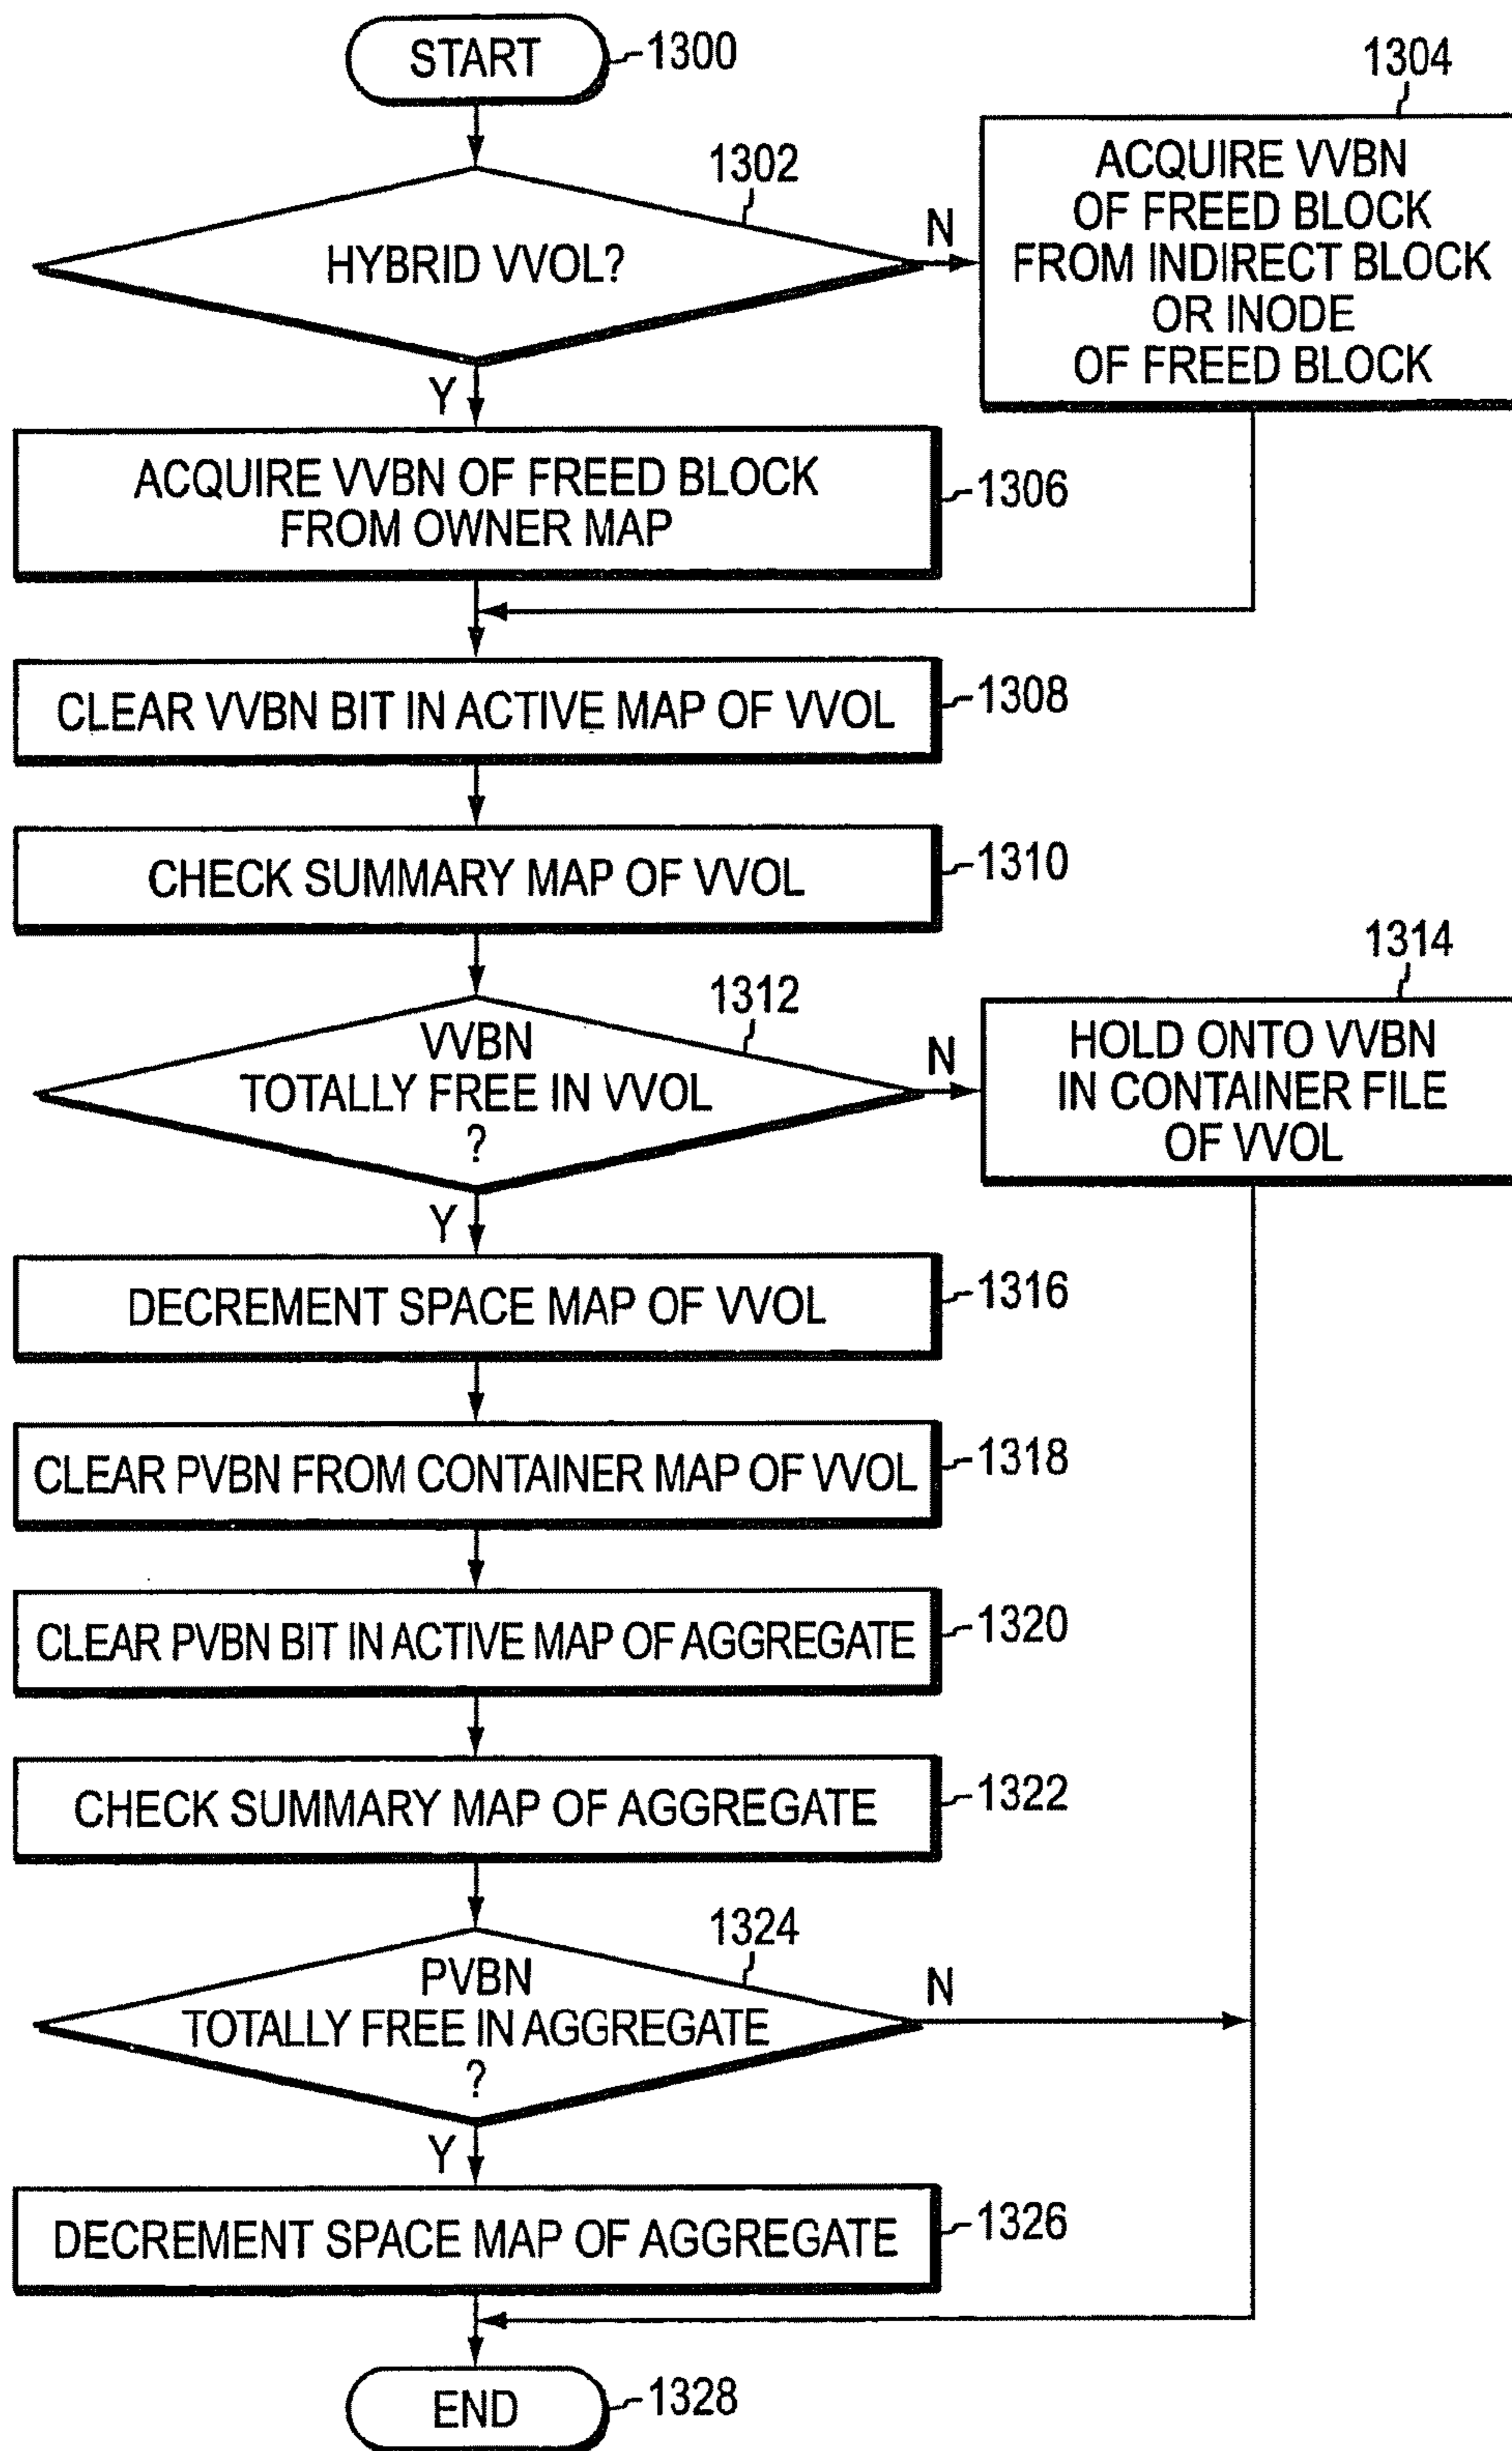 START
1300
1302
HYBRID VVOL?
N
Y
1304
ACQUIRE VVBN
OF FREED BLOCK
FROM INDIRECT BLOCK
OR INODE
OF FREED BLOCK
ACQUIRE VVBN OF FREED BLOCK
FROM OWNER MAP
1306
CLEAR VVBN BIT IN ACTIVE MAP OF VVOL
1308
CHECK SUMMARY MAP OF VVOL
1310
1312
VVBN
TOTALLY FREE IN VVOL
?
N
Y
1314
HOLD ONTO VVBN
IN CONTAINER FILE
OF VVOL
DECREMENT SPACE MAP OF VVOL
1316
CLEAR PVBN FROM CONTAINER MAP OF VVOL
1318
CLEAR PVBN BIT IN ACTIVE MAP OF AGGREGATE
1320
CHECK SUMMARY MAP OF AGGREGATE
1322
1324
PVBN
TOTALLY FREE IN AGGREGATE
?
N
Y
DECREMENT SPACE MAP OF AGGREGATE
1326
END
1328